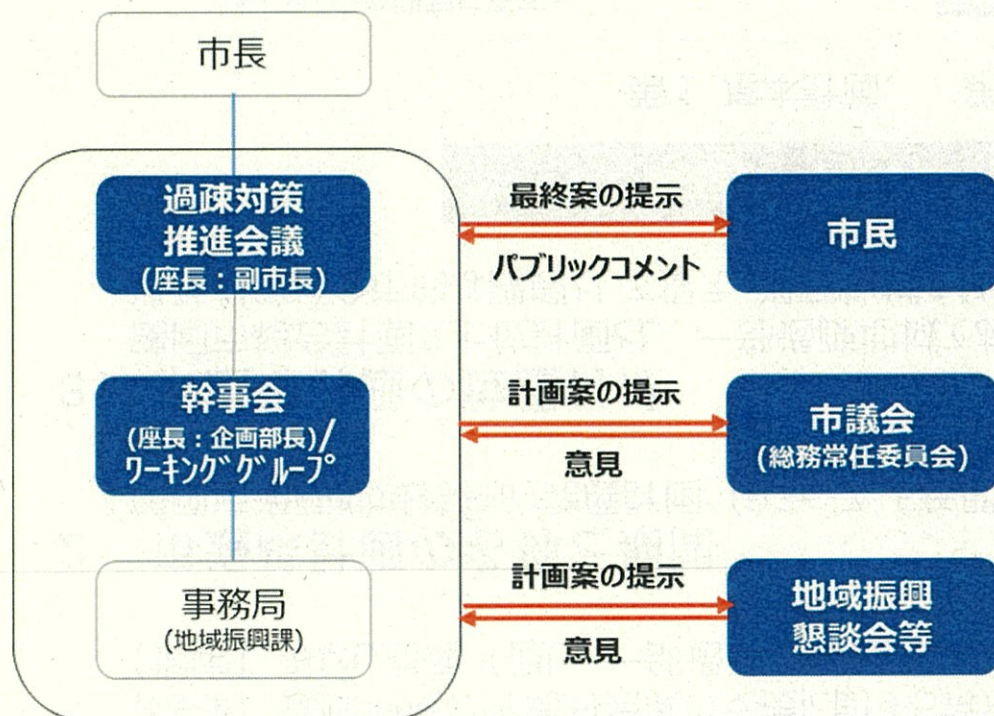 市長
過疎対策
推進会議
(座長：副市長)
最終案の提示
パブリックコメント
市民
幹事会
(座長：企画部長)/
ワーキンググループ
計画案の提示
意見
市議会
(総務常任委員会)
事務局
(地域振興課)
計画案の提示
意見
地域振興
懇談会等